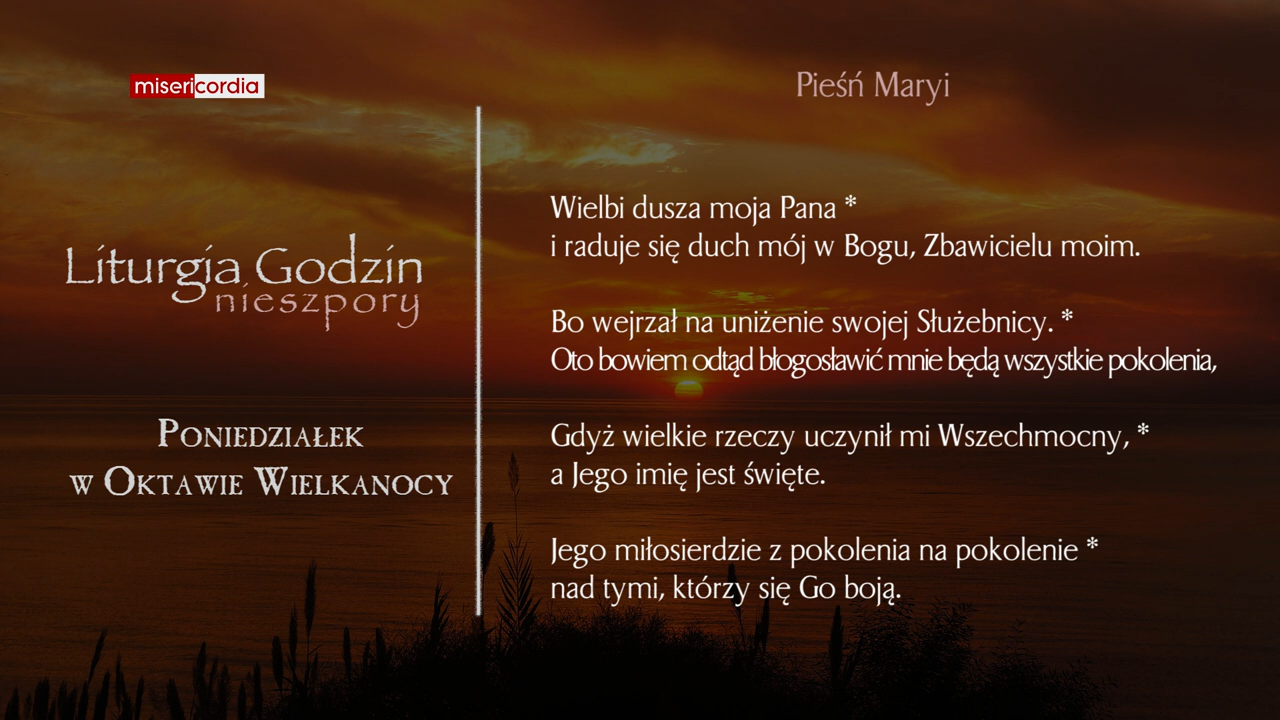 misericordia
Liturgia Godzin
nieszpory
Poniedziałek
w Oktawie Wielkanocy
Pieśń Maryi
Wielbi dusza moja Pana *
i raduje się duch mój w Bogu, Zbawicielu moim.
Bo wejrzał na uniżenie swojej Służebnicy. *
Oto bowiem odtąd błogosławić mnie będą wszystkie pokolenia,
Gdyż wielkie rzeczy uczynił mi Wszechmocny, *
a Jego imię jest święte.
Jego miłosierdzie z pokolenia na pokolenie *
nad tymi, którzy się Go boją.